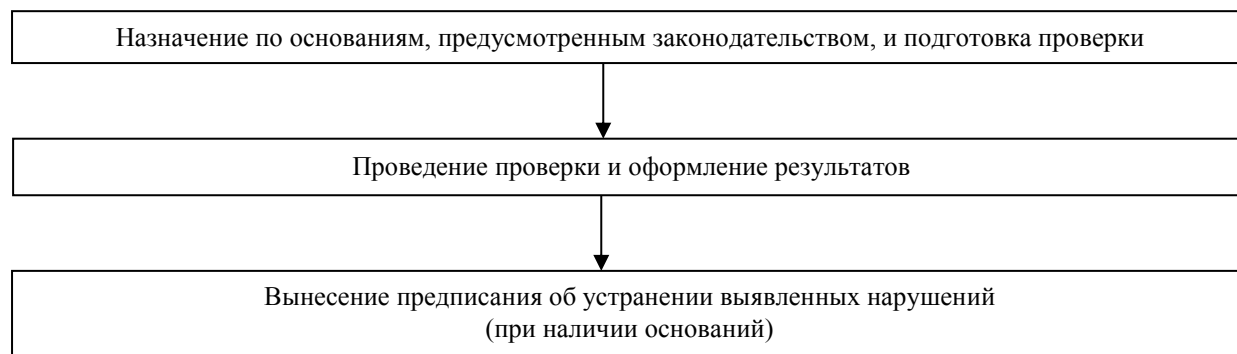 Назначение по основаниям, предусмотренным законодательством, и подготовка проверки
Проведение проверки и оформление результатов
Вынесение предписания об устранении выявленных нарушений
(при наличии оснований)